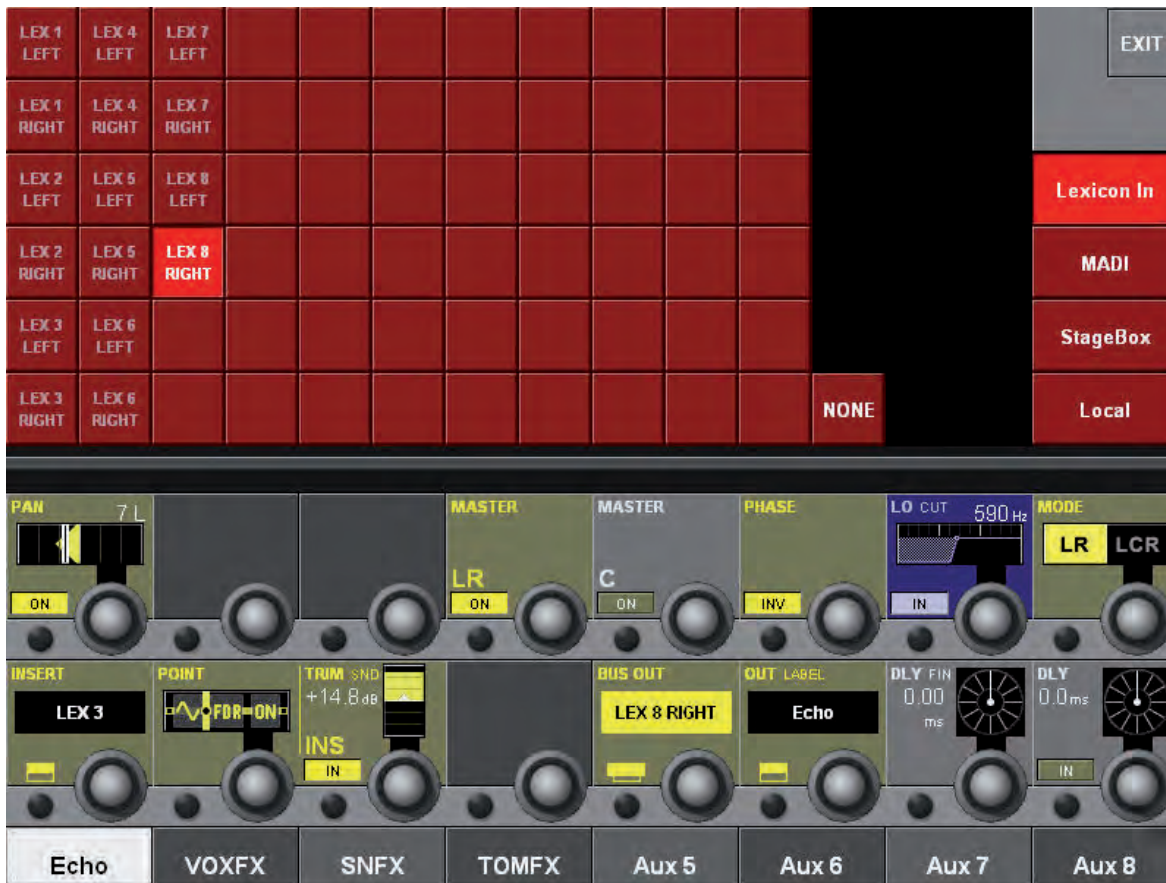 LEX 1 LEFT LEX 4 LEFT LEX 7 LEFT EXIT
LEX 1 RIGHT LEX 4 RIGHT LEX 7 RIGHT
LEX 2 LEFT LEX 5 LEFT LEX 8 LEFT Lexicon In
LEX 2 RIGHT LEX 5 RIGHT LEX 8 RIGHT MADI
LEX 3 LEFT LEX 6 LEFT StageBox
LEX 3 RIGHT LEX 6 RIGHT NONE Local
PAN 7 L
ON
MASTER
LR
ON
MASTER
C
ON
PHASE
INV
LO CUT 590 Hz
IN
MODE
LR LCR
INSERT
LEX 3
POINT
FDR ON
TRIM SND
+14.8 dB
INS
IN
BUS OUT
LEX 8 RIGHT
OUT LABEL
Echo
DLY FIN
0.00
ms
DLY
0.0 ms
IN
Echo VOXFX SNFX TOMFX Aux 5 Aux 6 Aux 7 Aux 8